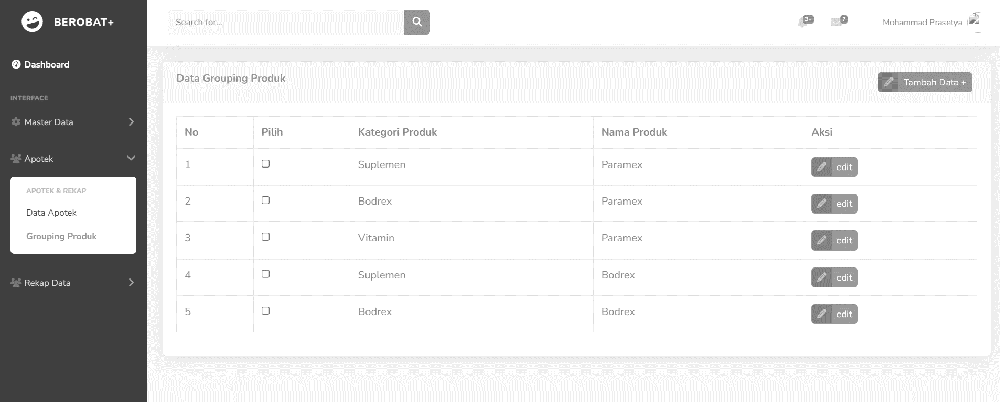 BEROBAT+
Search for...
3+
7
Mohammad Prasetya
Dashboard
INTERFACE
Master Data
Apotek
APOTEK & REKAP
Data Apotek
Grouping Produk
Rekap Data
Data Grouping Produk
Tambah Data +
No Pilih Kategori Produk Nama Produk Aksi
1 Suplemen Paramex edit
2 Bodrex Paramex edit
3 Vitamin Paramex edit
4 Suplemen Bodrex edit
5 Bodrex Bodrex edit